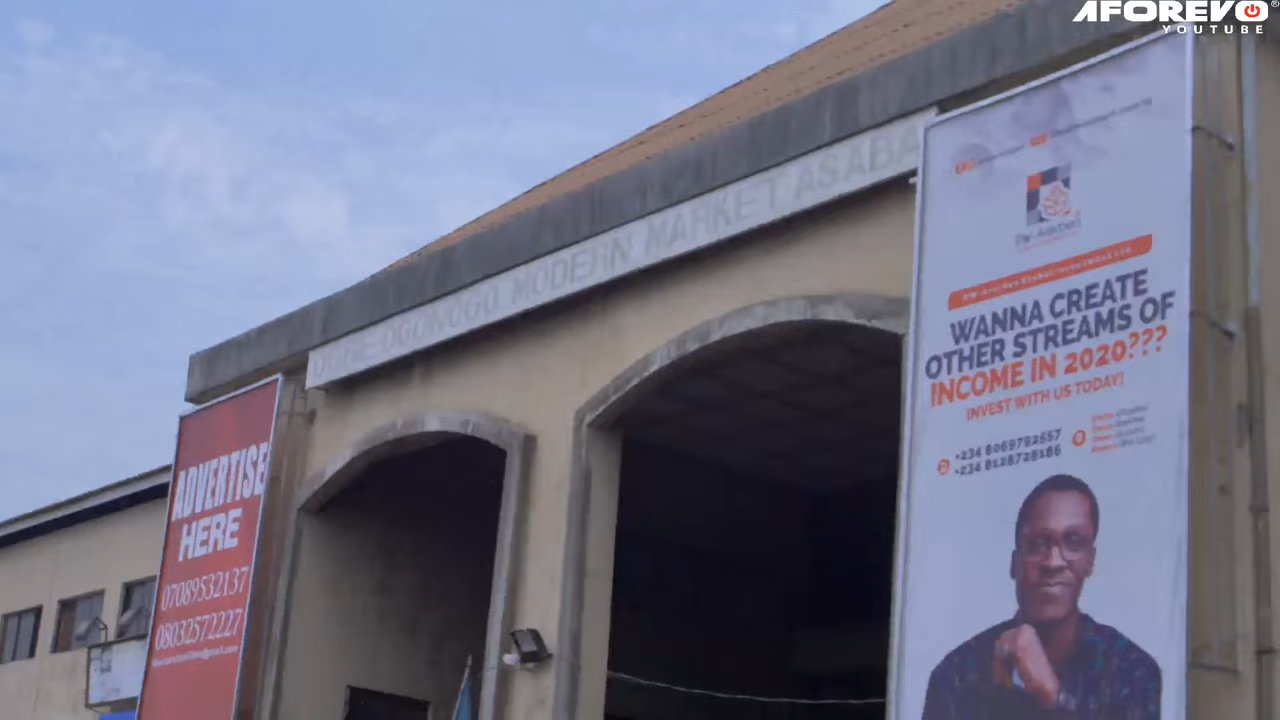 AFOREVO
YOUTUBE
OGBE-OGONOGO MODERN MARKET ASABA
ADVERTISE
HERE
07089532137
08032572227
WANNA CREATE
OTHER STREAMS OF
INCOME IN 2020???
INVEST WITH US TODAY!
+234 8069792557
+234 8128728186